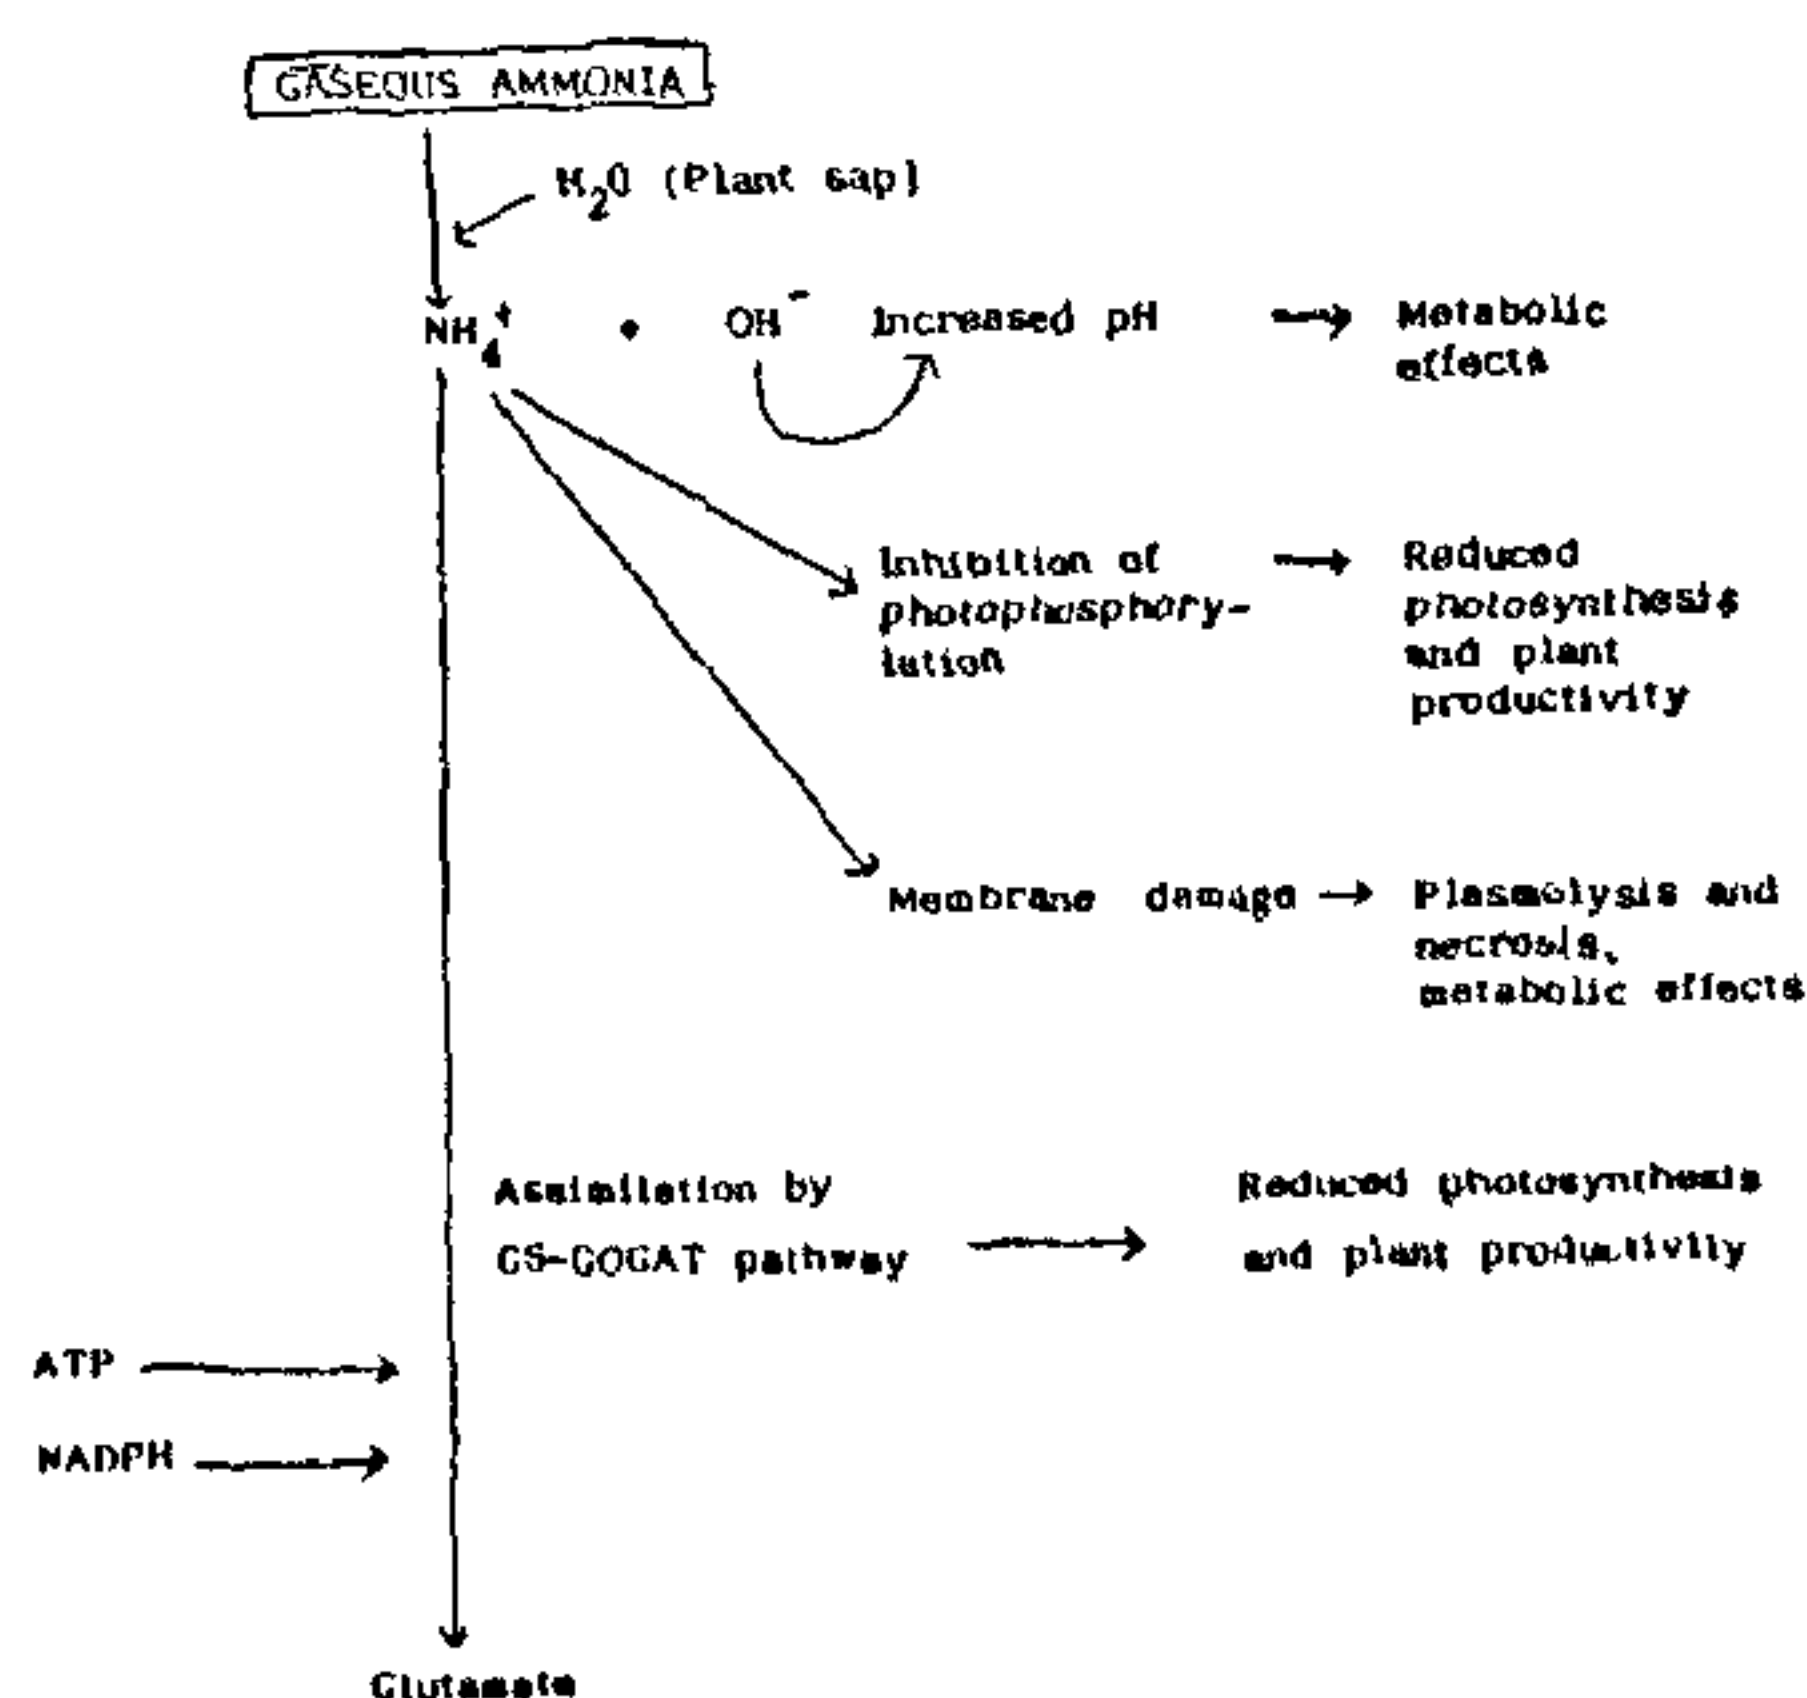 GASEOUS AMMONIA
H₂O (Plant sap)
NH₄⁺ + OH⁻ Increased pH → Metabolic
effects
Inhibition of → Reduced
photophosphory- photosynthesis
lation and plant
productivity
Membrane damage → Plasmolysis and
necrosis,
metabolic effects
Assimilation by Reduced photosynthesis
GS-GOGAT pathway → and plant productivity
ATP →
NADPH →
Glutamate